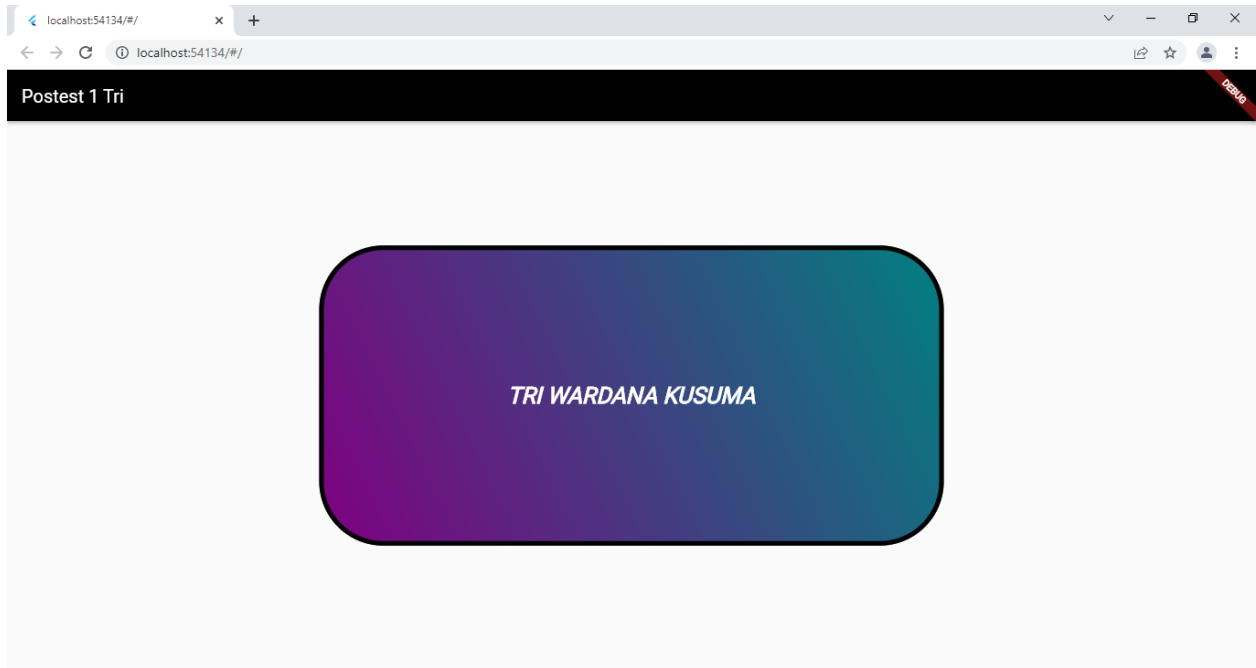 localhost:54134/#/
localhost:54134/#/
Postest 1 Tri
DEBUG
TRI WARDANA KUSUMA